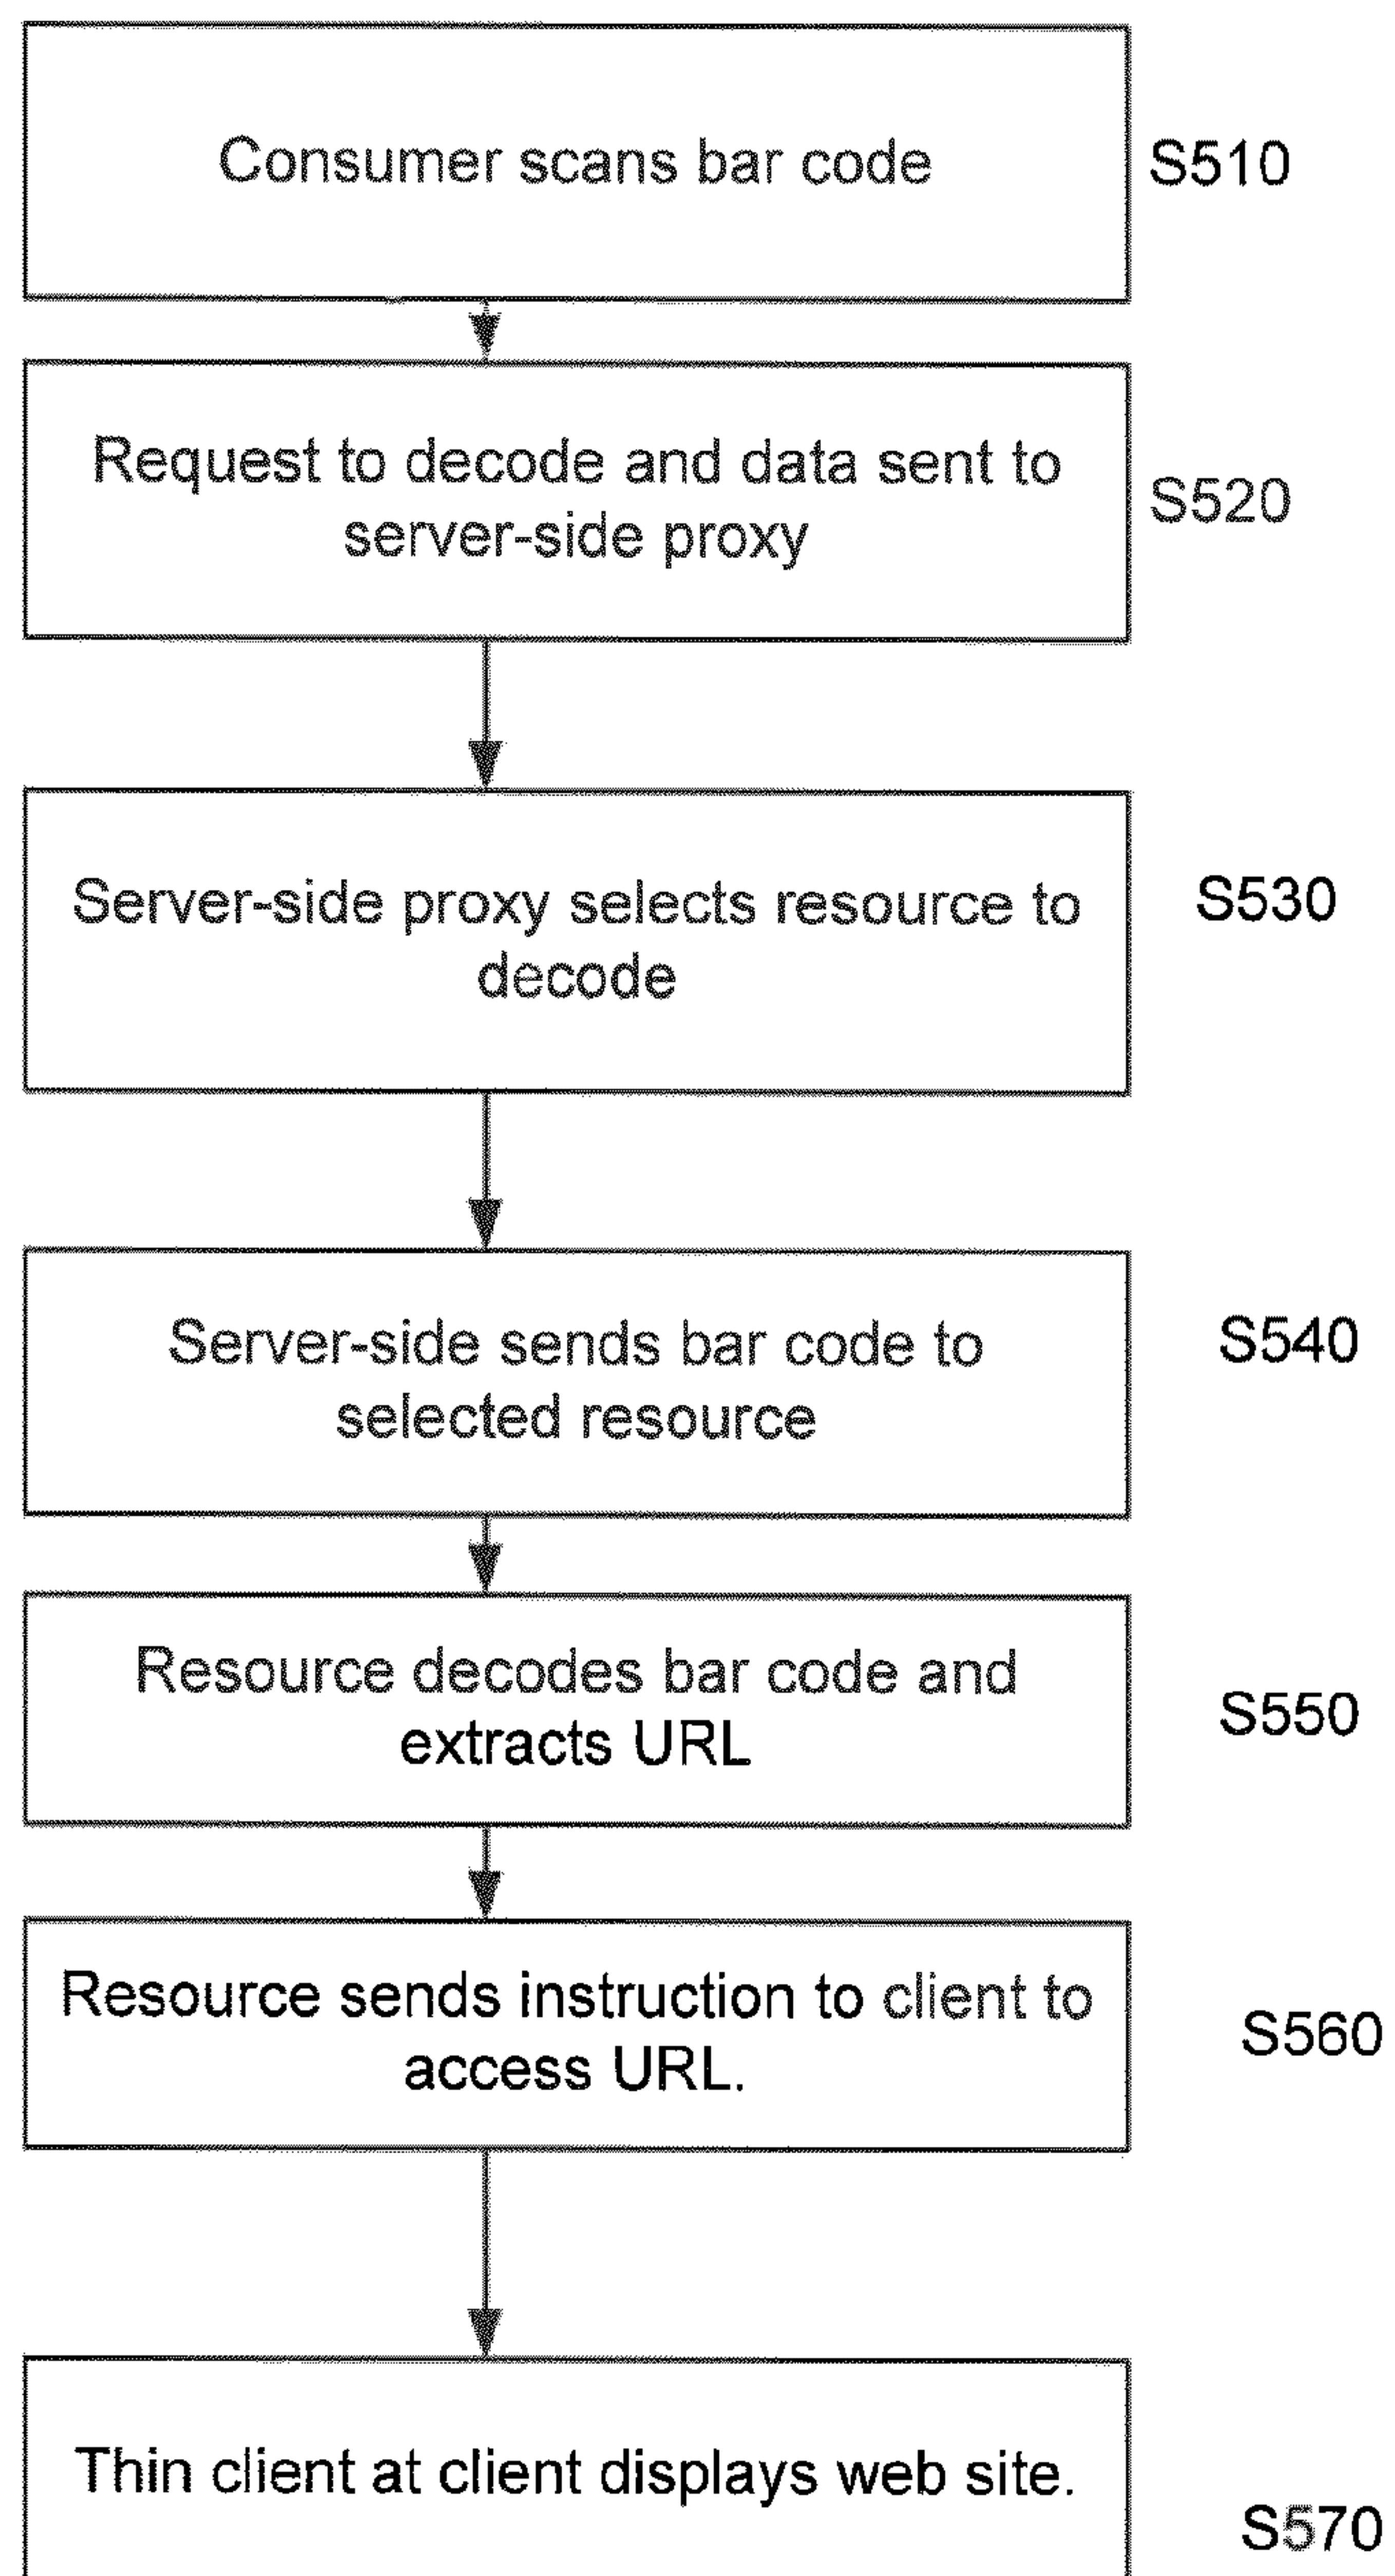 Consumer scans bar code
S510
Request to decode and data sent to
server-side proxy
S520
Server-side proxy selects resource to
decode
S530
Server-side sends bar code to
selected resource
S540
Resource decodes bar code and
extracts URL
S550
Resource sends instruction to client to
access URL.
S560
Thin client at client displays web site.
S570